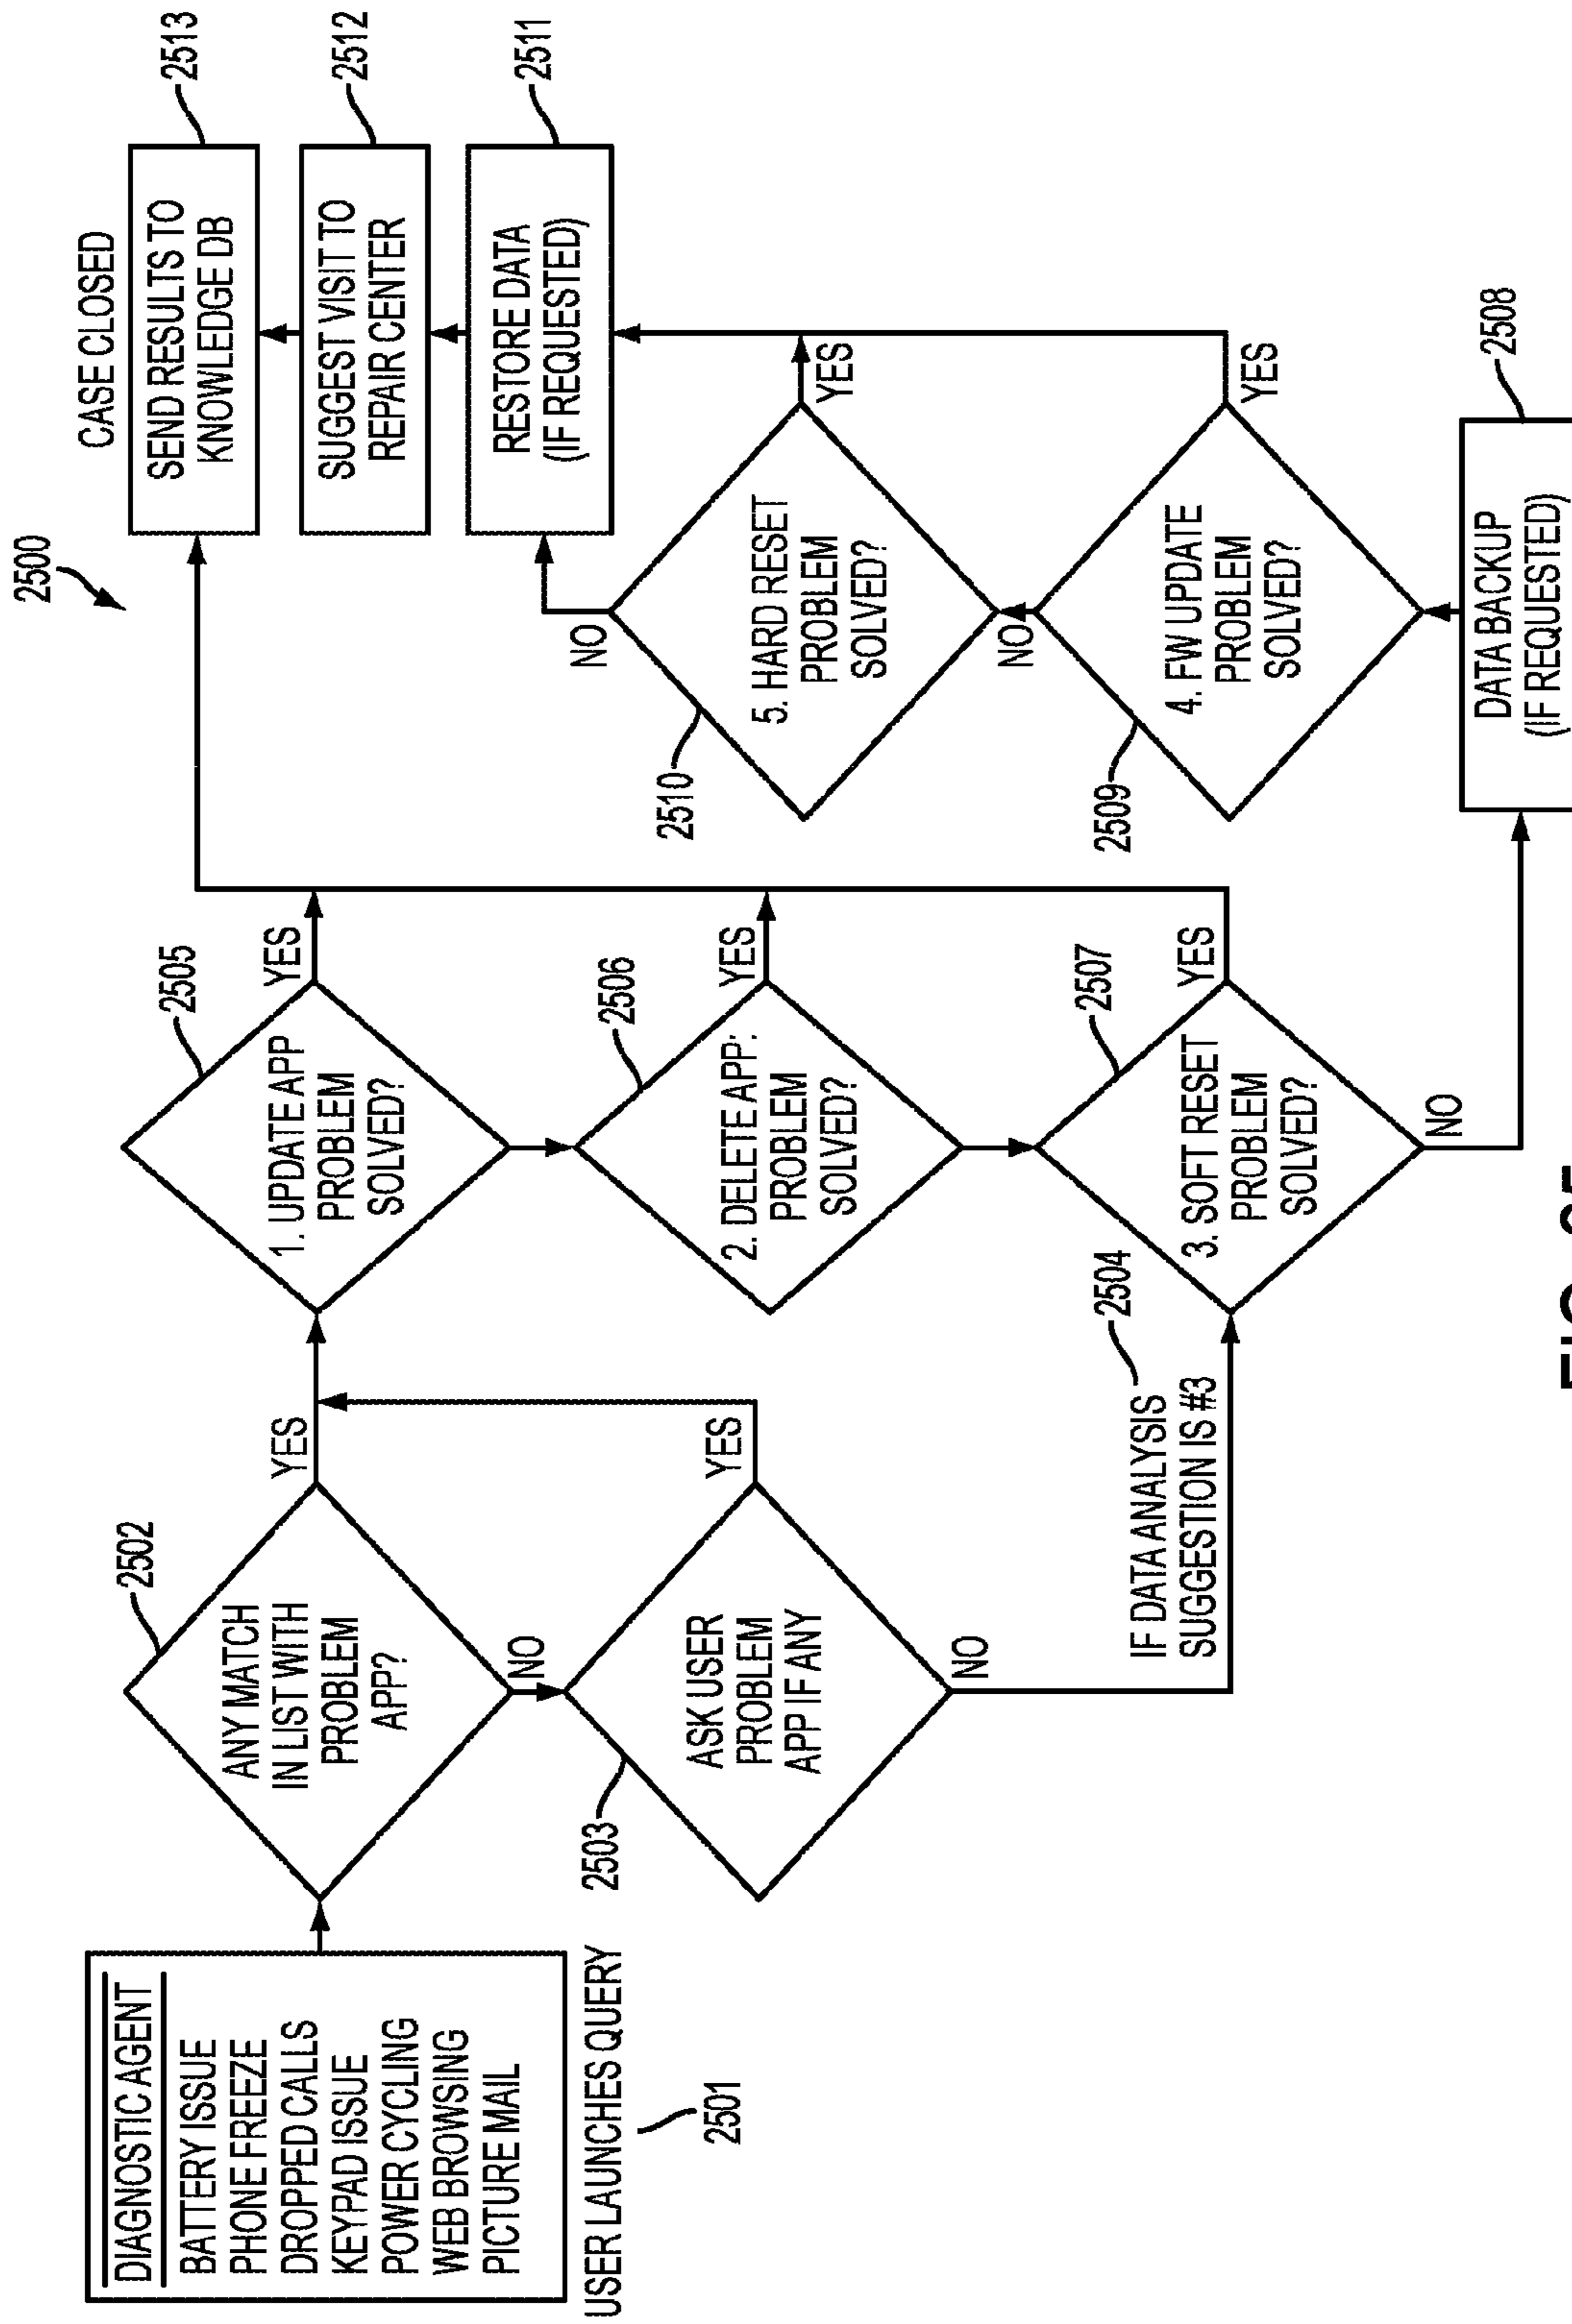 2500
DIAGNOSTIC AGENT
BATTERY ISSUE
PHONE FREEZE
DROPPED CALLS
KEYPAD ISSUE
POWER CYCLING
WEB BROWSING
PICTURE MAIL
USER LAUNCHES QUERY
2501
2502
ANY MATCH
IN LIST WITH
PROBLEM
APP?
YES
NO
2503
ASK USER
PROBLEM
APP IF ANY
YES
NO
2504
IF DATA ANALYSIS
SUGGESTION IS #3
2505
1. UPDATE APP
PROBLEM
SOLVED?
YES
2506
2. DELETE APP:
PROBLEM
SOLVED?
YES
2507
3. SOFT RESET
PROBLEM
SOLVED?
YES
NO
CASE CLOSED
SEND RESULTS TO
KNOWLEDGE DB
2513
SUGGEST VISIT TO
REPAIR CENTER
2512
RESTORE DATA
(IF REQUESTED)
2511
NO
5. HARD RESET
PROBLEM
SOLVED?
YES
2510
NO
4. FW UPDATE
PROBLEM
SOLVED?
YES
2509
DATA BACKUP
(IF REQUESTED)
2508